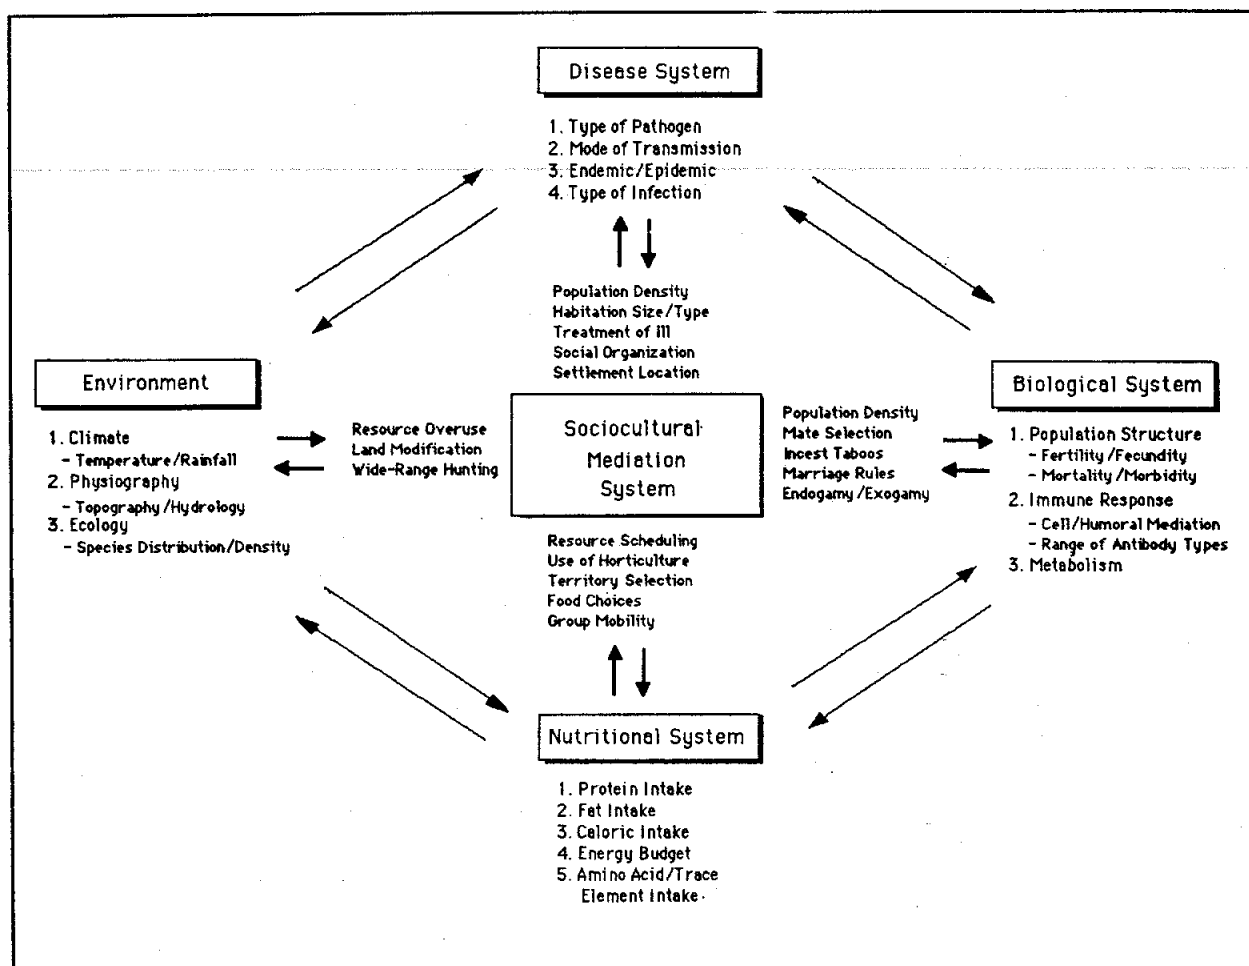 Disease System
1. Type of Pathogen
2. Mode of Transmission
3. Endemic/Epidemic
4. Type of Infection
Population Density
Habitation Size/Type
Treatment of ill
Social Organization
Settlement Location
Environment
1. Climate
- Temperature/Rainfall
2. Physiography
- Topography/Hydrology
3. Ecology
- Species Distribution/Density
Resource Overuse
Land Modification
Wide-Range Hunting
Sociocultural
Mediation
System
Population Density
Mate Selection
Incest Taboos
Marriage Rules
Endogamy/Exogamy
Biological System
1. Population Structure
- Fertility/Fecundity
- Mortality/Morbidity
2. Immune Response
- Cell/Humoral Mediation
- Range of Antibody Types
3. Metabolism
Resource Scheduling
Use of Horticulture
Territory Selection
Food Choices
Group Mobility
Nutritional System
1. Protein Intake
2. Fat Intake
3. Caloric Intake
4. Energy Budget
5. Amino Acid/Trace
Element Intake